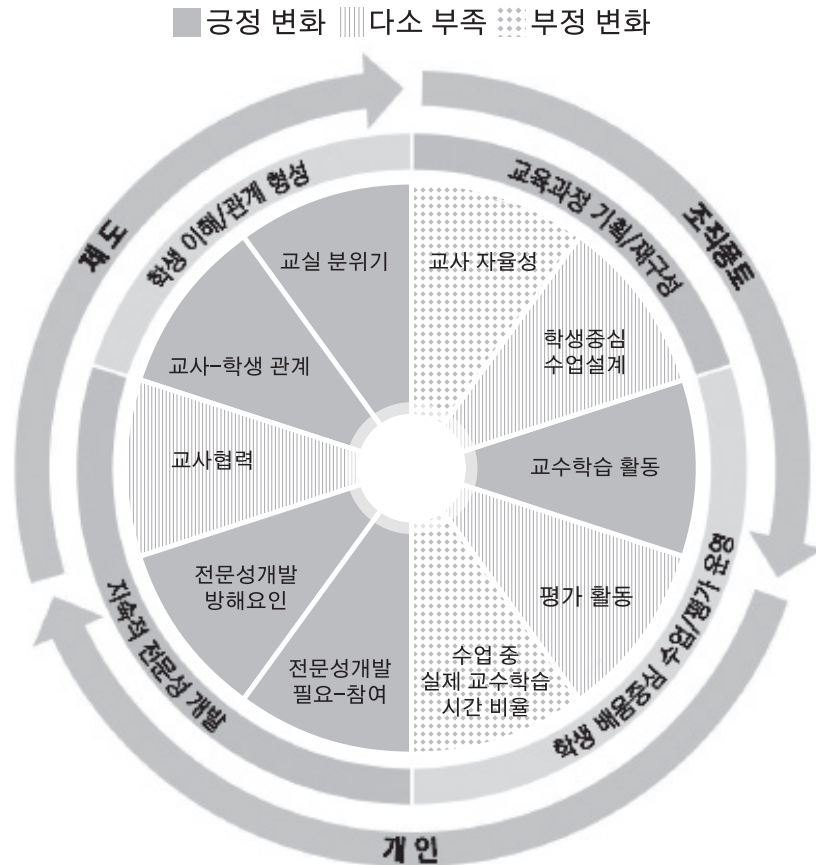 긍정 변화 다소 부족 부정 변화
제도
조직풍토
개인
학생 이해/관계 형성
교육과정 기획/재구성
학생 배움중심 수업/평가 운영
지속적 전문성 개발
교실 분위기
교사 자율성
학생중심
수업설계
교사-학생 관계
교수학습 활동
교사협력
평가 활동
전문성개발
방해요인
수업 중
실제 교수학습
시간 비율
전문성개발
필요-참여